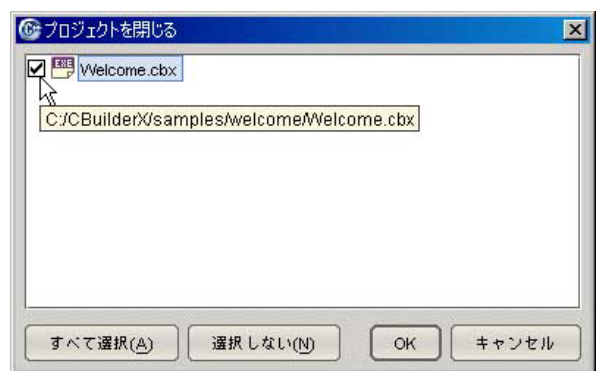 プロジェクトを閉じる
EXE
Welcome.cbx
C:/CBuilderX/samples/welcome/Welcome.cbx
すべて選択(A) 選択しない(N) OK キャンセル